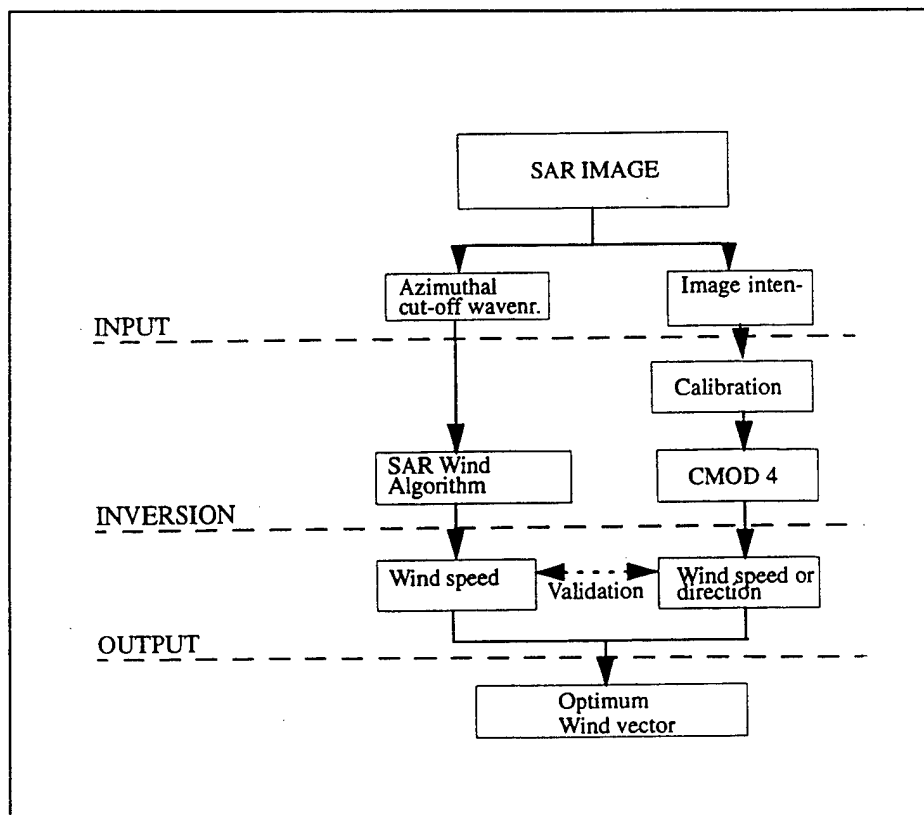 SAR IMAGE
Azimuthal
cut-off wavenr.
Image inten-
INPUT
Calibration
SAR Wind
Algorithm
CMOD 4
INVERSION
Wind speed
Validation
Wind speed or
direction
OUTPUT
Optimum
Wind vector